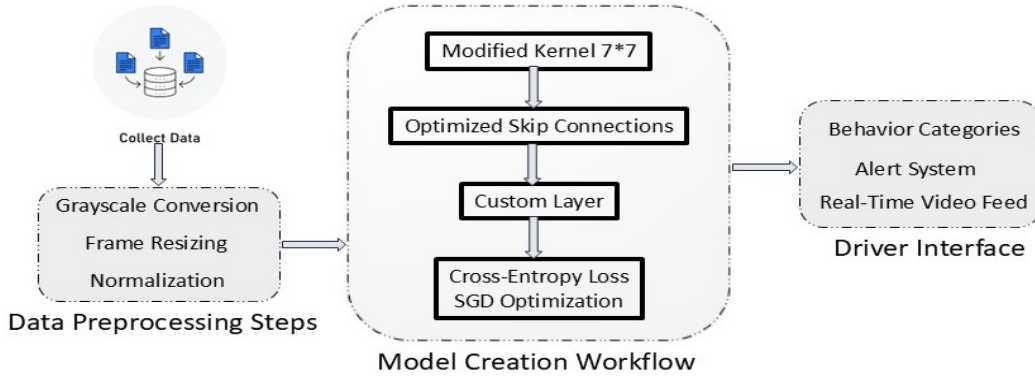 Collect Data
Grayscale Conversion
Frame Resizing
Normalization
Data Preprocessing Steps
Modified Kernel 7*7
Optimized Skip Connections
Custom Layer
Cross-Entropy Loss
SGD Optimization
Model Creation Workflow
Behavior Categories
Alert System
Real-Time Video Feed
Driver Interface